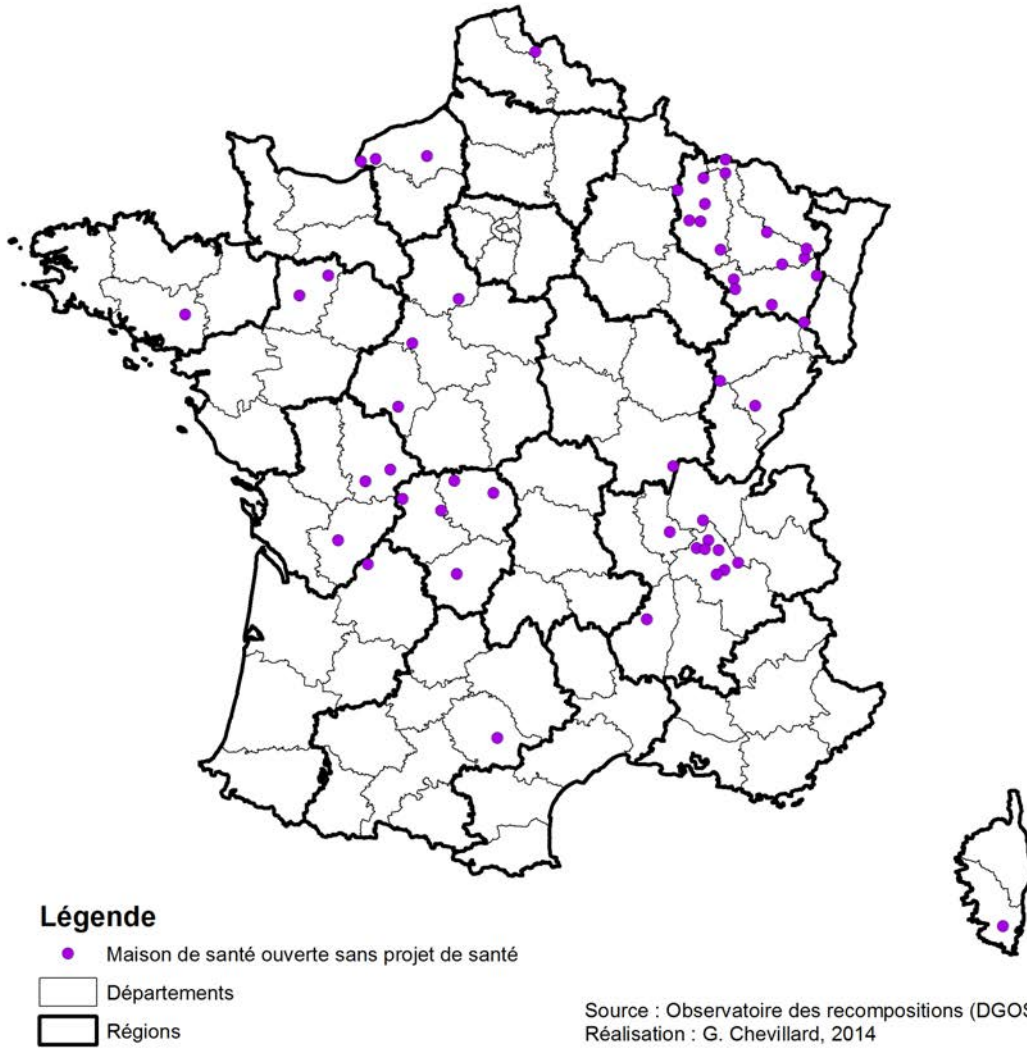 Légende
Maison de santé ouverte sans projet de santé
Départements
Régions
Source : Observatoire des recompositions (DGOS
Réalisation : G. Chevillard, 2014